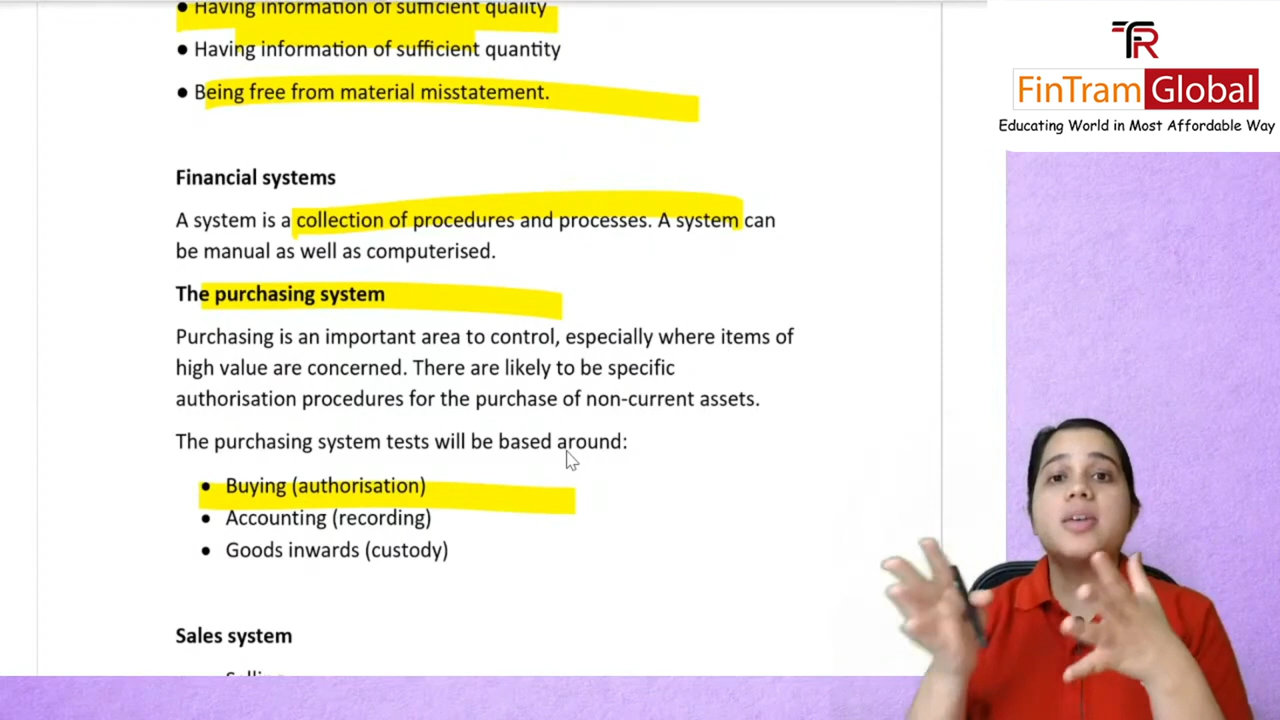 ● Having information of sufficient quality
● Having information of sufficient quantity
● Being free from material misstatement.
Financial systems
A system is a collection of procedures and processes. A system can
be manual as well as computerised.
The purchasing system
Purchasing is an important area to control, especially where items of
high value are concerned. There are likely to be specific
authorisation procedures for the purchase of non-current assets.
The purchasing system tests will be based around:
● Buying (authorisation)
● Accounting (recording)
● Goods inwards (custody)
Sales system
FR
FinTram Global
Educating World in Most Affordable Way